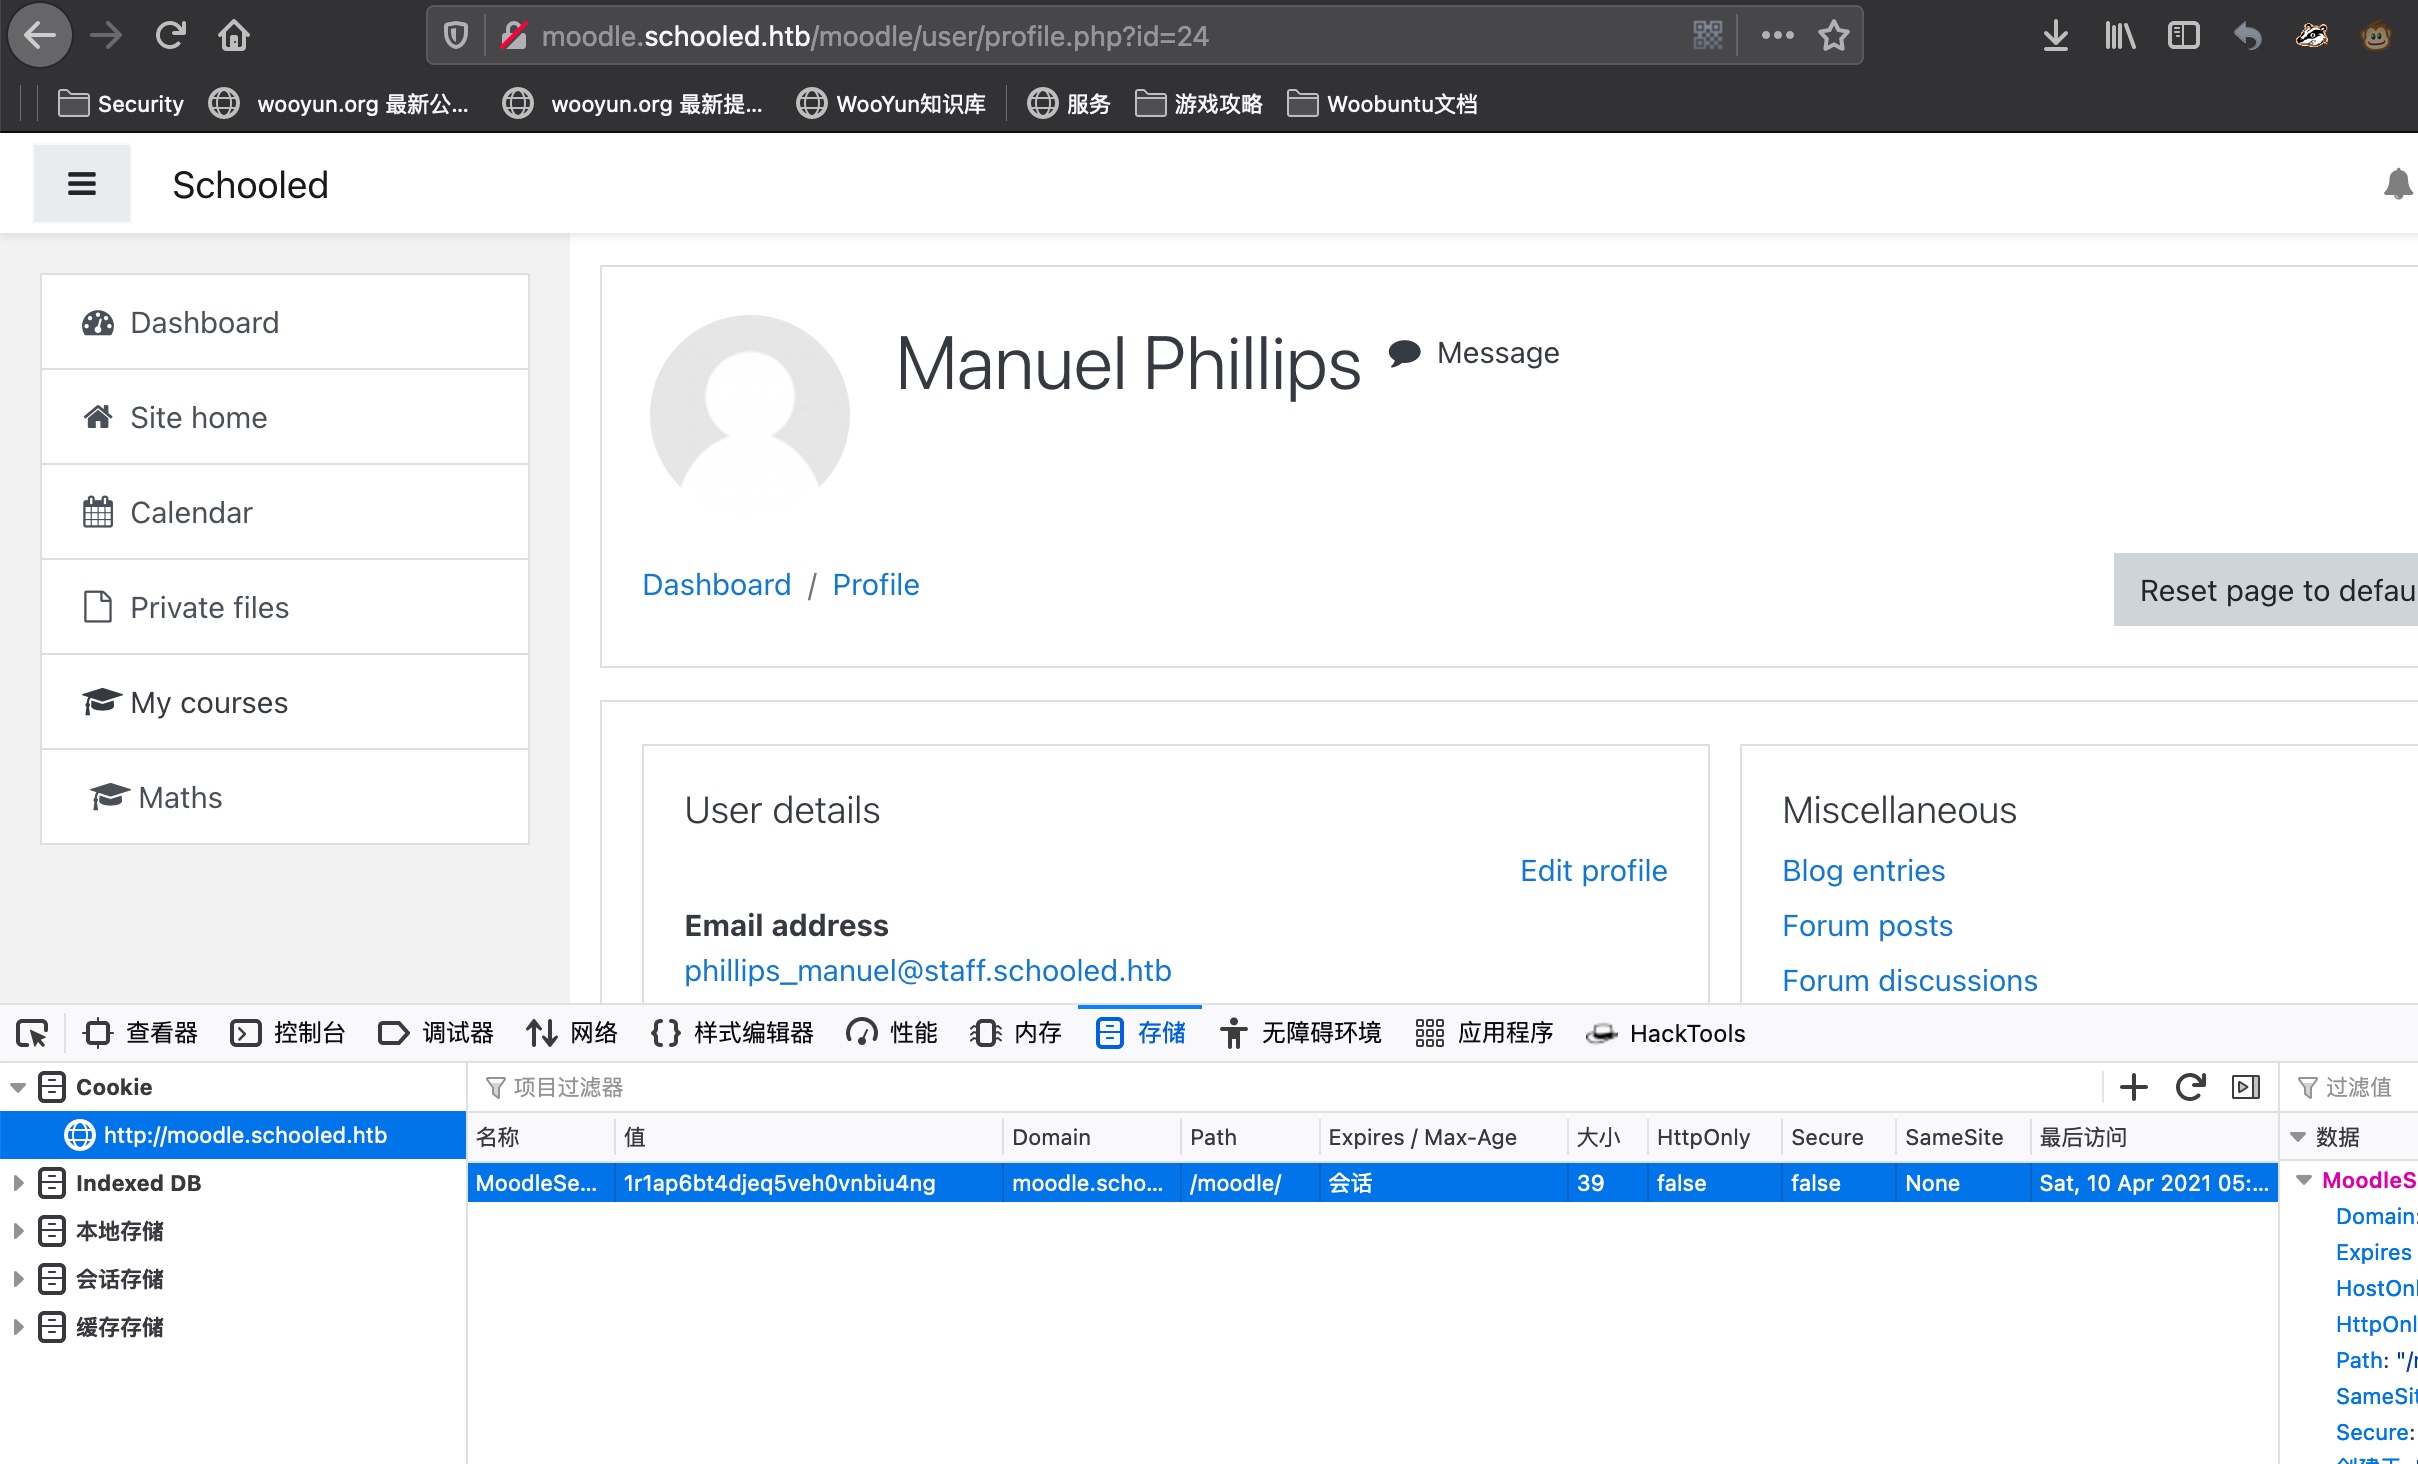 moodle.schooled.htb/moodle/user/profile.php?id=24
Security
wooyun.org 最新公...
wooyun.org 最新提...
WooYun知识库
服务
游戏攻略
Woobuntu文档
Schooled
Dashboard
Site home
Calendar
Private files
My courses
Maths
Manuel Phillips
Message
Dashboard / Profile
Reset page to defau
User details
Edit profile
Email address
phillips_manuel@staff.schooled.htb
Miscellaneous
Blog entries
Forum posts
Forum discussions
查看器
控制台
调试器
网络
样式编辑器
性能
内存
存储
无障碍环境
应用程序
HackTools
Cookie
http://moodle.schooled.htb
Indexed DB
本地存储
会话存储
缓存存储
项目过滤器
过滤值
名称 值 Domain Path Expires / Max-Age 大小 HttpOnly Secure SameSite 最后访问
MoodleSe... 1r1ap6bt4djeq5veh0vnbiu4ng moodle.scho... /moodle/ 会话 39 false false None Sat, 10 Apr 2021 05:...
数据
MoodleS
Domain:
Expires
HostOnl
HttpOnl
Path: "/
SameSit
Secure: